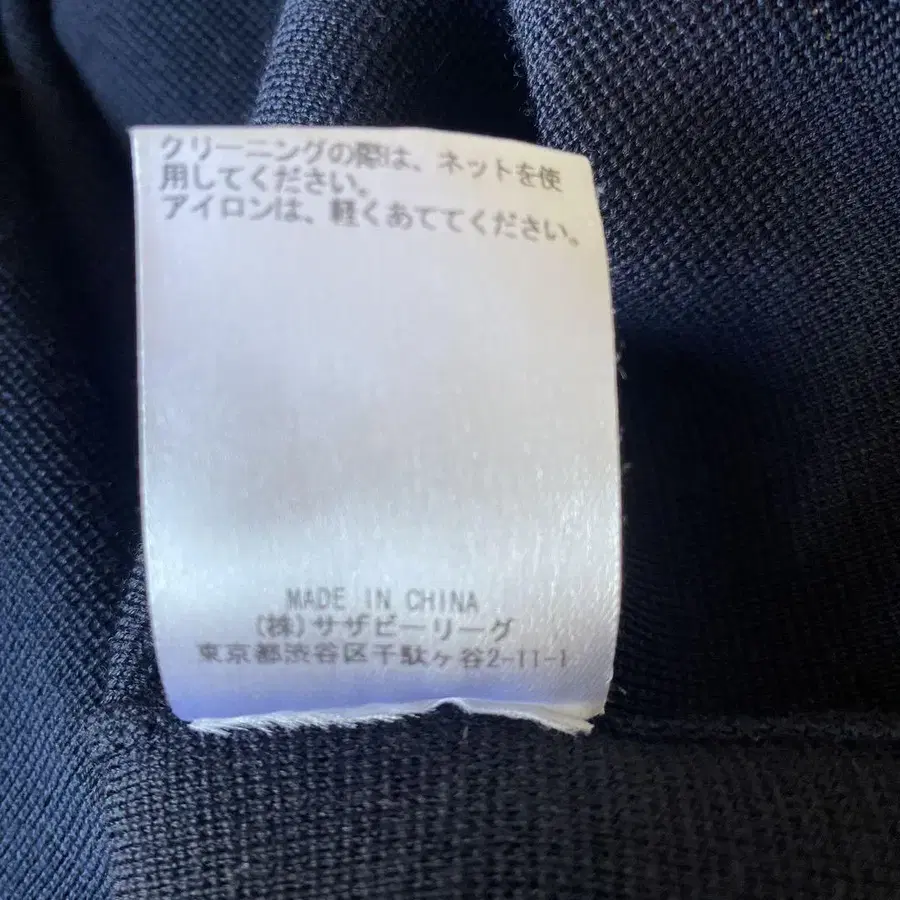 クリーニングの際は、ネットを使
用してください。
アイロンは、軽くあててください。
MADE IN CHINA
(株)サザビーリーグ
東京都渋谷区千駄ヶ谷2-11-1